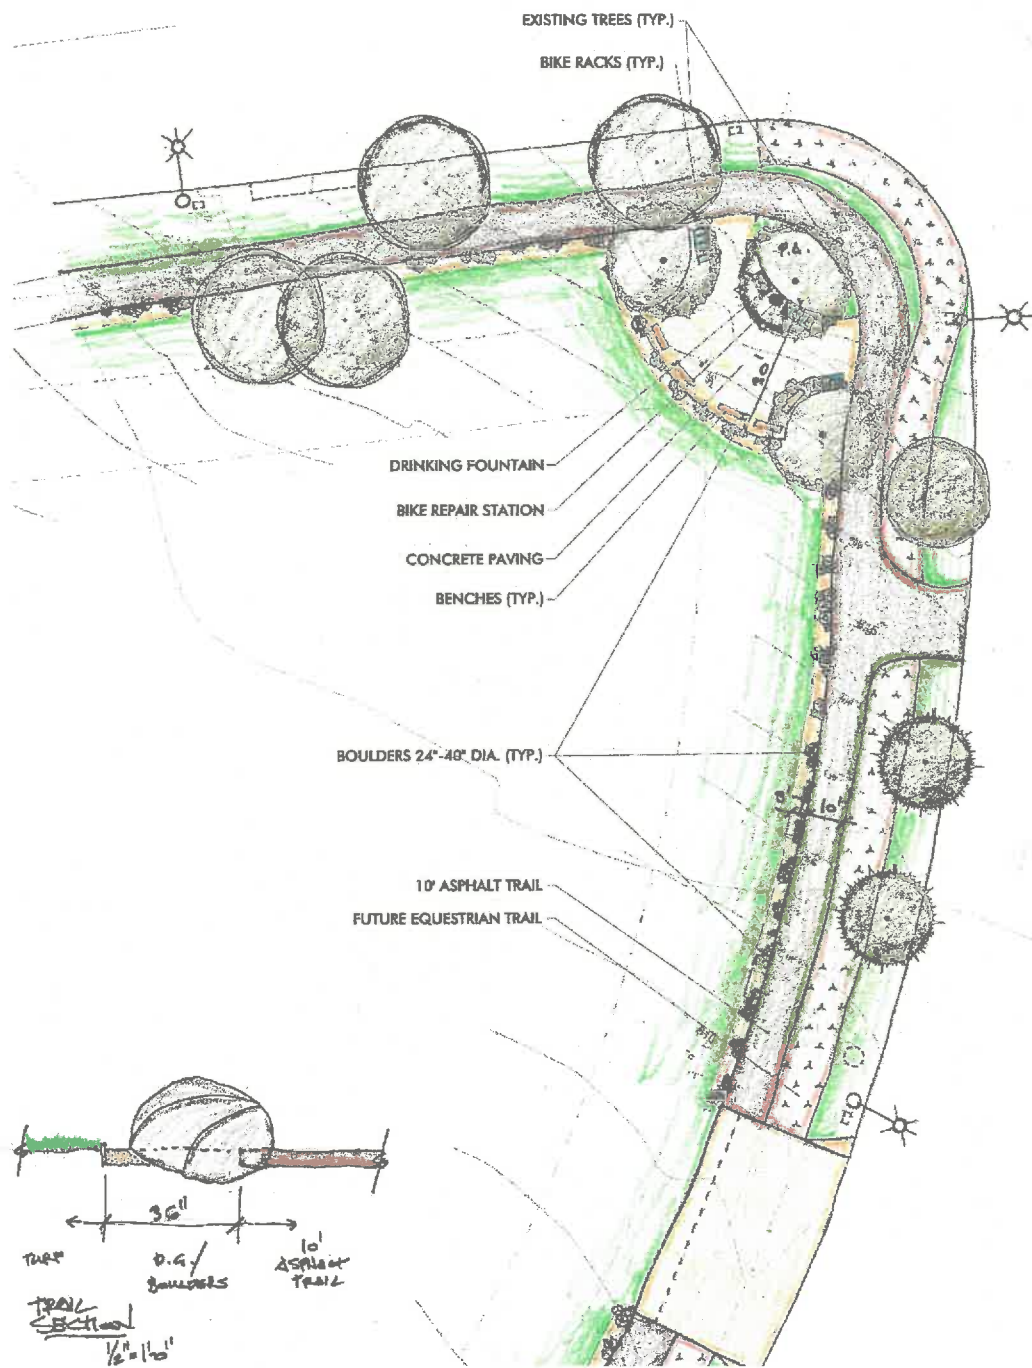 EXISTING TREES (TYP.)
BIKE RACKS (TYP.)
P.A.
20'
DRINKING FOUNTAIN
BIKE REPAIR STATION
CONCRETE PAVING
BENCHES (TYP.)
BOULDERS 24"-48" DIA. (TYP.)
10'
10' ASPHALT TRAIL
FUTURE EQUESTRIAN TRAIL
36"
TURF
D.G./
BOULDERS
10'
ASPHALT
TRAIL
TRAIL
SECTION
1/2"=1'0"